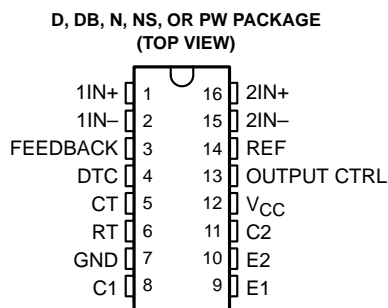 D, DB, N, NS, OR PW PACKAGE
(TOP VIEW)
1IN+ 1 16 2IN+
1IN– 2 15 2IN–
FEEDBACK 3 14 REF
DTC 4 13 OUTPUT CTRL
CT 5 12 VCC
RT 6 11 C2
GND 7 10 E2
C1 8 9 E1